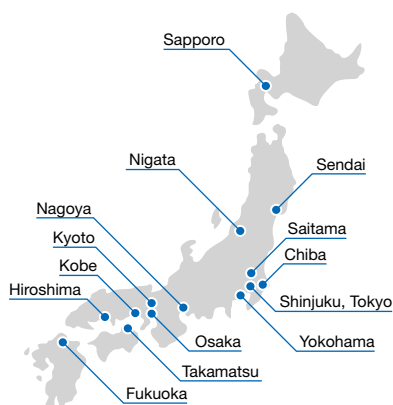 Sapporo
Nigata
Sendai
Nagoya
Saitama
Kyoto
Chiba
Kobe
Hiroshima
Shinjuku, Tokyo
Osaka
Yokohama
Takamatsu
Fukuoka